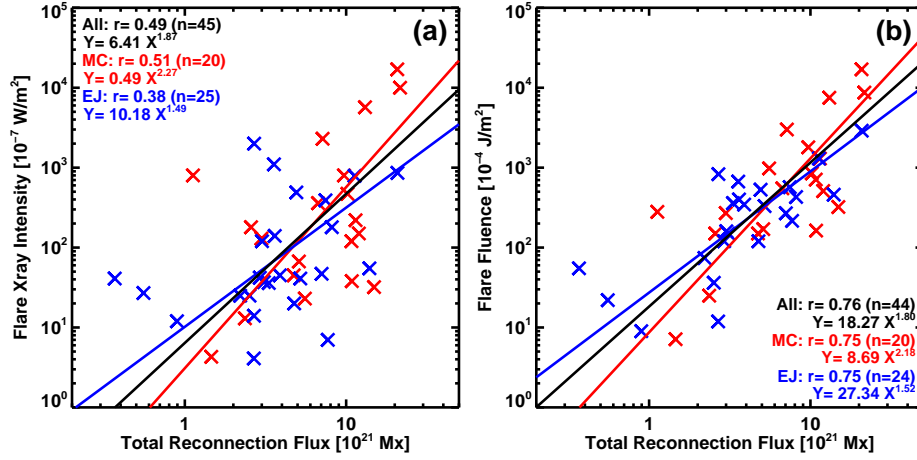 (a)
All: r= 0.49 (n=45)
Y= 6.41 X^1.87
MC: r= 0.51 (n=20)
Y= 0.49 X^2.27
EJ: r= 0.38 (n=25)
Y= 10.18 X^1.49
Flare Xray Intensity [10^-7 W/m^2]
10^5
10^4
10^3
10^2
10^1
10^0
1
10
Total Reconnection Flux [10^21 Mx]
(b)
Flare Fluence [10^-4 J/m^2]
10^5
10^4
10^3
10^2
10^1
10^0
All: r= 0.76 (n=44)
Y= 18.27 X^1.80
MC: r= 0.75 (n=20)
Y= 8.69 X^2.18
EJ: r= 0.75 (n=24)
Y= 27.34 X^1.52
1
10
Total Reconnection Flux [10^21 Mx]